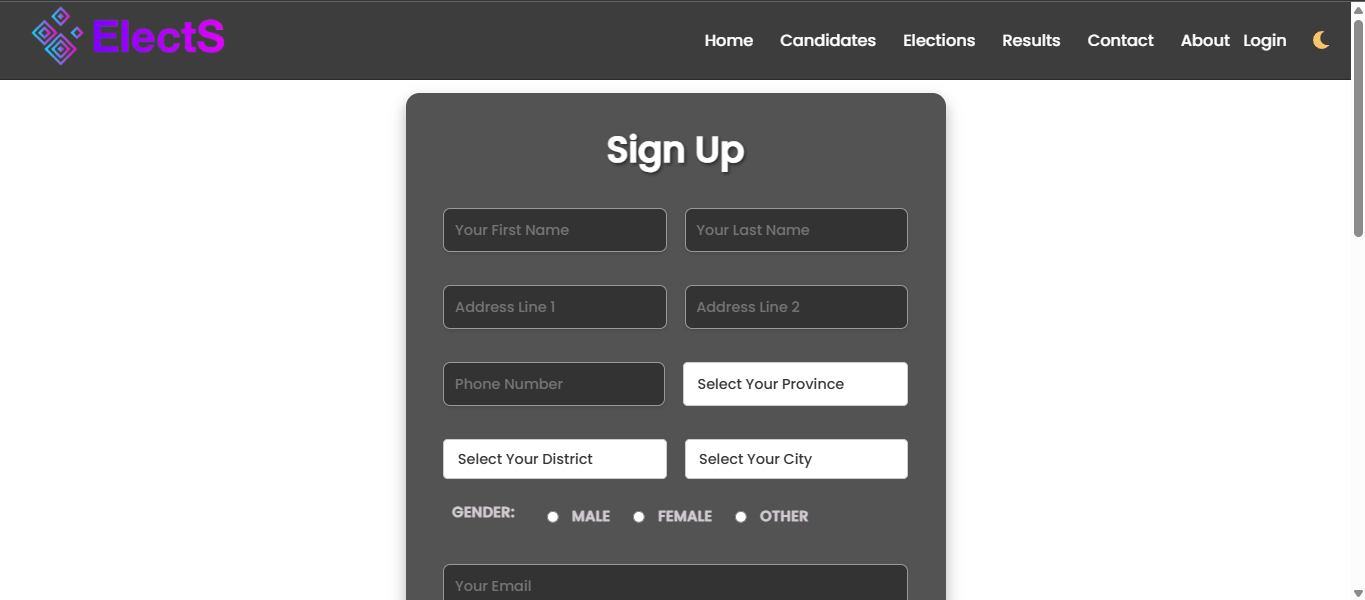 ElectS
Home Candidates Elections Results Contact About Login
Sign Up
Your First Name Your Last Name
Address Line 1 Address Line 2
Phone Number Select Your Province
Select Your District Select Your City
GENDER: MALE FEMALE OTHER
Your Email